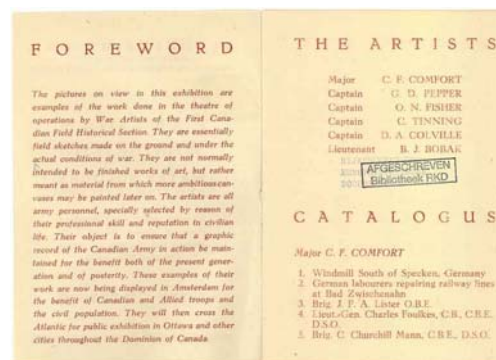 FOREWORD
The pictures on view in this exhibition are
examples of the work done in the theatre of
operations by War Artists of the First Cana-
dian Field Historical Section. They are essentially
field sketches made on the ground and under the
actual conditions of war. They are not normally
intended to be finished works of art, but rather
meant as material from which more ambitious can-
vases may be painted later on. The artists are all
army personnel, specially selected by reason of
their professional skill and reputation in civilian
life. Their object is to ensure that a graphic
record of the Canadian Army in action be main-
tained for the benefit both of the present gener-
ation and of posterity. These examples of their
work are now being displayed in Amsterdam for
the benefit of Canadian and Allied troops and
the civil population. They will then cross the
Atlantic for public exhibition in Ottawa and other
cities throughout the Dominion of Canada.
THE ARTISTS
Major C. F. COMFORT
Captain G. D. PEPPER
Captain O. N. FISHER
Captain C. TINNING
Captain D. A. COLVILLE
Lieutenant B. J. BOBAK
AFGESCHREVEN
Bibliotheek RKD
CATALOGUS
Major C. F. COMFORT
1. Windmill South of Specken, Germany
2. German labourers repairing railway lines
at Bad Zwischenahn
3. Brig. J. F. A. Lister O.B.E.
4. Lieut.-Gen. Charles Foulkes, C.B., C.B.E.
D.S.O.
5. Brig. C. Churchill Mann, C.B.E., D.S.O.